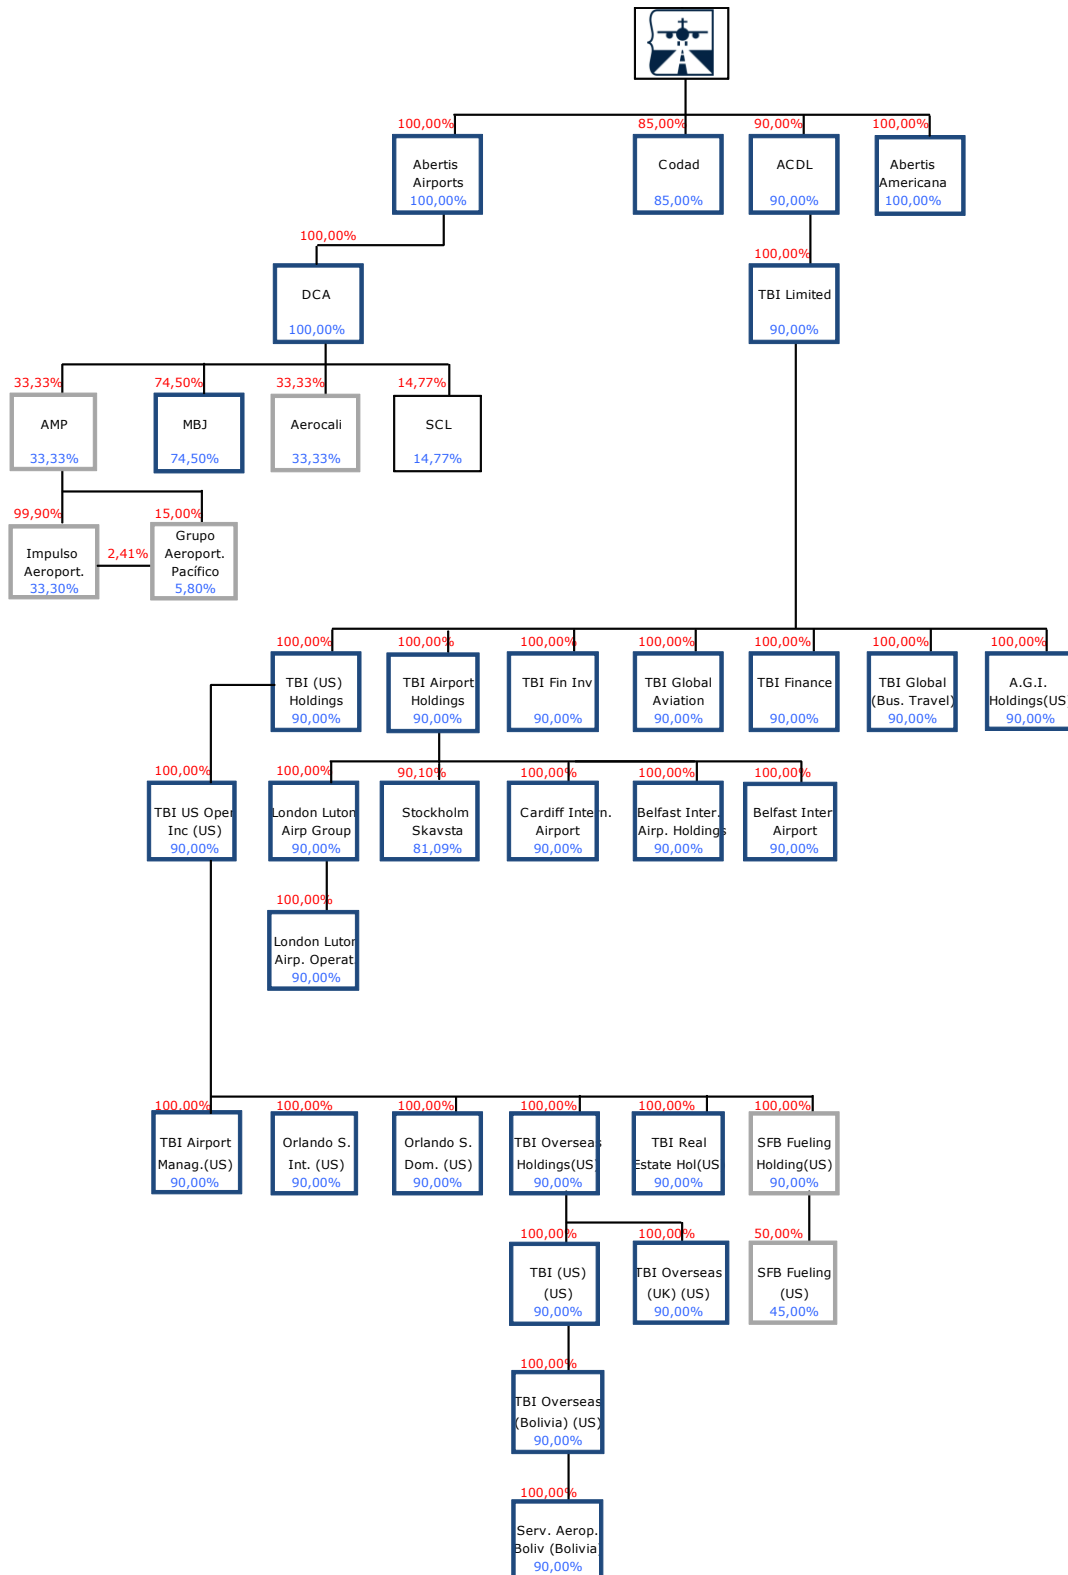 100,00%
85,00%
90,00%
100,00%
Abertis
Airports
100,00%
Codad
85,00%
ACDL
90,00%
Abertis
Americana
100,00%
100,00%
100,00%
DCA
100,00%
TBI Limited
90,00%
33,33%
74,50%
33,33%
14,77%
AMP
33,33%
MBJ
74,50%
Aerocali
33,33%
SCL
14,77%
99,90%
15,00%
Impulso
Aeroport.
33,30%
2,41%
Grupo
Aeroport.
Pacífico
5,80%
100,00%
100,00%
100,00%
100,00%
100,00%
100,00%
100,00%
TBI (US)
Holdings
90,00%
TBI Airport
Holdings
90,00%
TBI Fin Inv
90,00%
TBI Global
Aviation
90,00%
TBI Finance
90,00%
TBI Global
(Bus. Travel)
90,00%
A.G.I.
Holdings(US)
90,00%
100,00%
100,00%
90,10%
100,00%
100,00%
100,00%
TBI US Oper
Inc (US)
90,00%
London Luton
Airp Group
90,00%
Stockholm
Skavsta
81,09%
Cardiff Intern.
Airport
90,00%
Belfast Inter.
Airp. Holdings
90,00%
Belfast Inter
Airport
90,00%
100,00%
London Luton
Airp. Operat.
90,00%
100,00%
100,00%
100,00%
100,00%
100,00%
100,00%
TBI Airport
Manag.(US)
90,00%
Orlando S.
Int. (US)
90,00%
Orlando S.
Dom. (US)
90,00%
TBI Overseas
Holdings(US)
90,00%
TBI Real
Estate Hol(US
90,00%
SFB Fueling
Holding(US)
90,00%
100,00%
100,00%
50,00%
TBI (US)
(US)
90,00%
TBI Overseas
(UK) (US)
90,00%
SFB Fueling
(US)
45,00%
100,00%
TBI Overseas
(Bolivia) (US)
90,00%
100,00%
Serv. Aerop.
Boliv (Bolivia)
90,00%